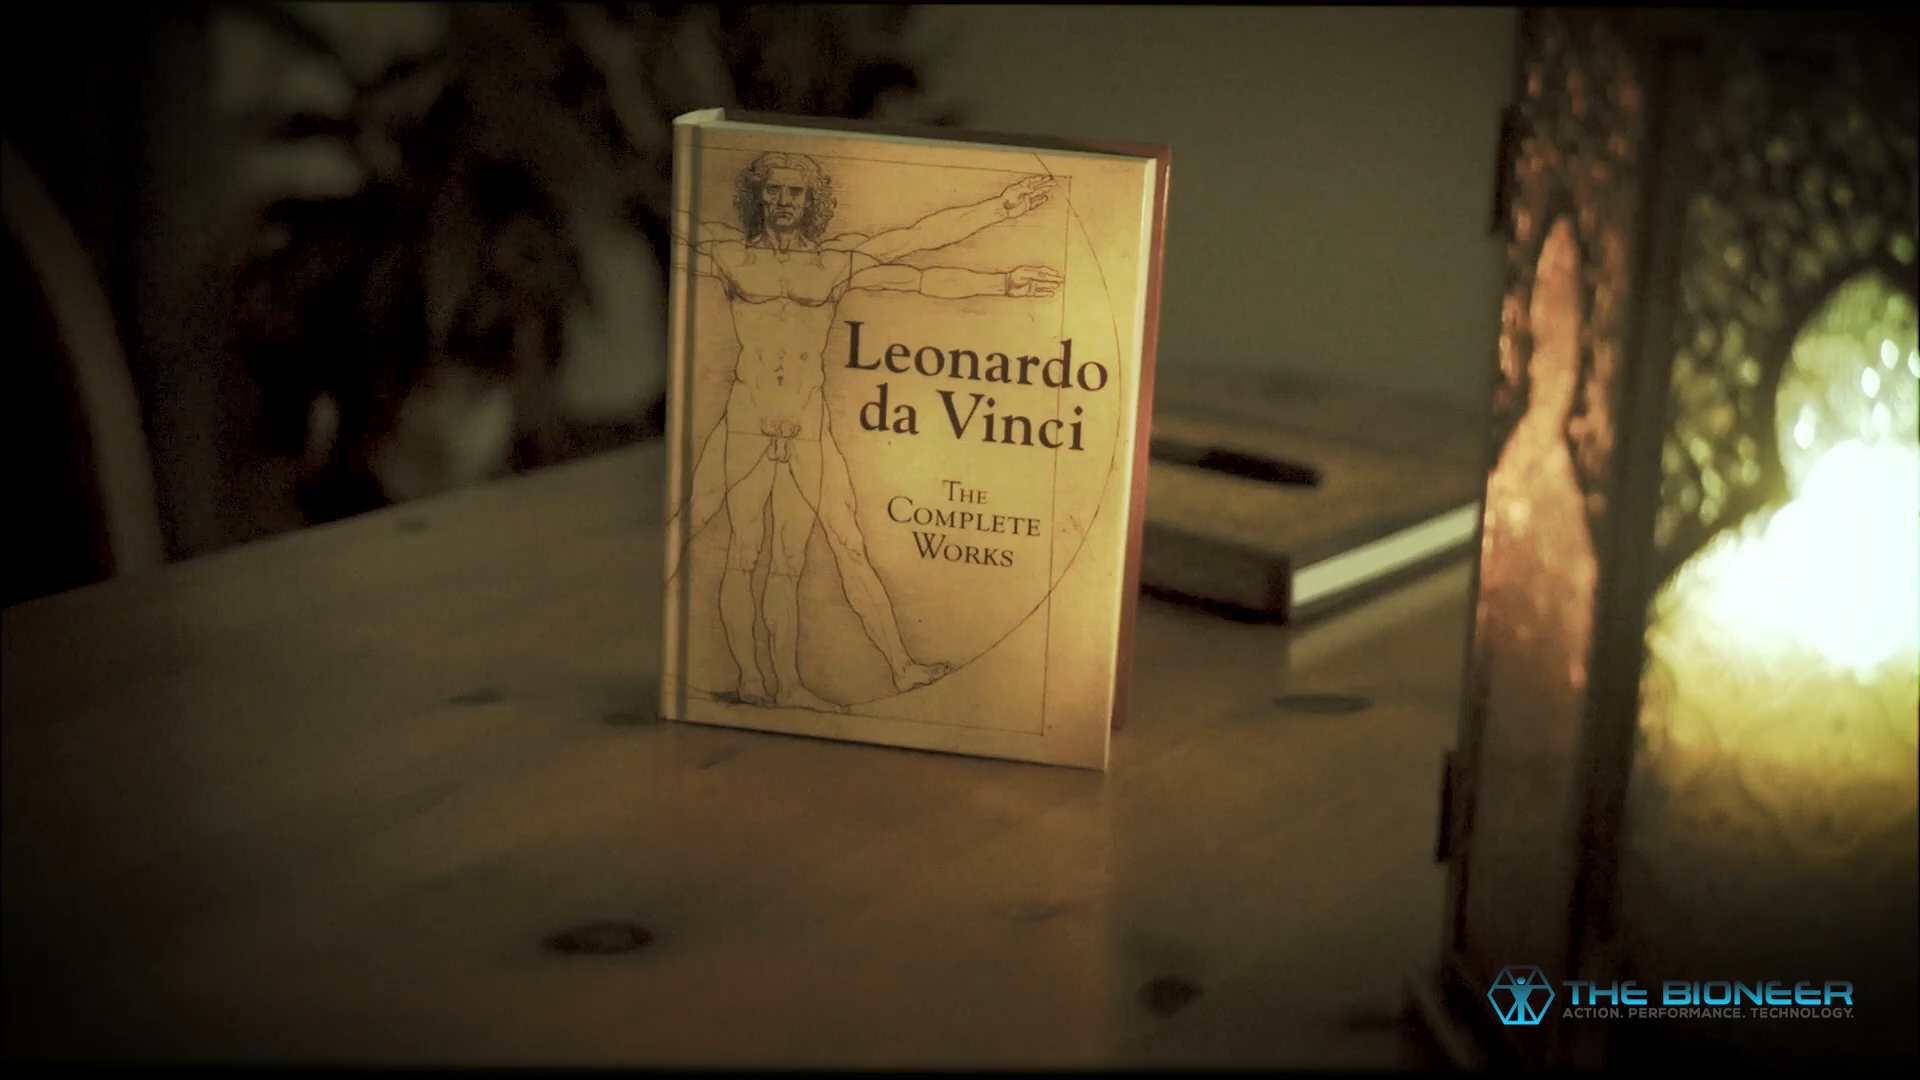 Leonardo
da Vinci
THE
COMPLETE
WORKS
THE BIONEER
ACTION. PERFORMANCE. TECHNOLOGY.